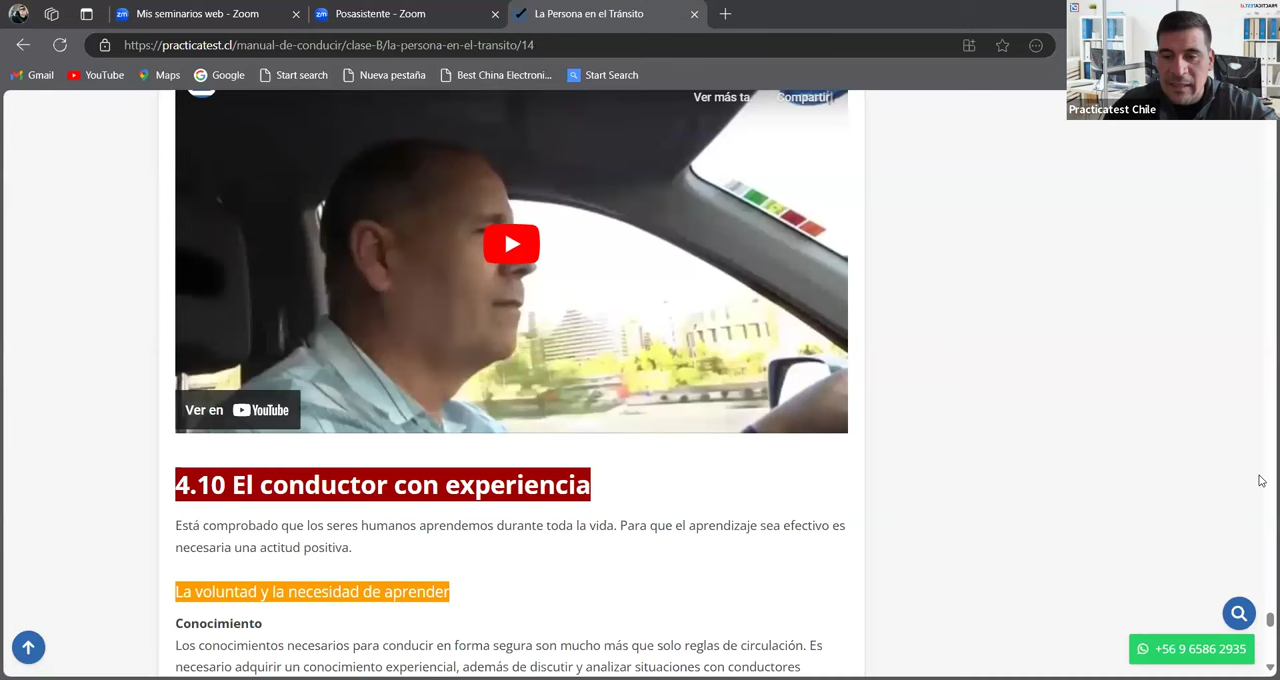 Mis seminarios web - Zoom
Posasistente - Zoom
La Persona en el Tránsito
https://practicatest.cl/manual-de-conducir/clase-B/la-persona-en-el-transito/14
Gmail
YouTube
Maps
Google
Start search
Nueva pestaña
Best China Electroni...
Start Search
Practicatest Chile
Ver más ta
Compartir
Ver en YouTube
4.10 El conductor con experiencia
Está comprobado que los seres humanos aprendemos durante toda la vida. Para que el aprendizaje sea efectivo es
necesaria una actitud positiva.
La voluntad y la necesidad de aprender
Conocimiento
Los conocimientos necesarios para conducir en forma segura son mucho más que solo reglas de circulación. Es
necesario adquirir un conocimiento experiencial, además de discutir y analizar situaciones con conductores
+56 9 6586 2935